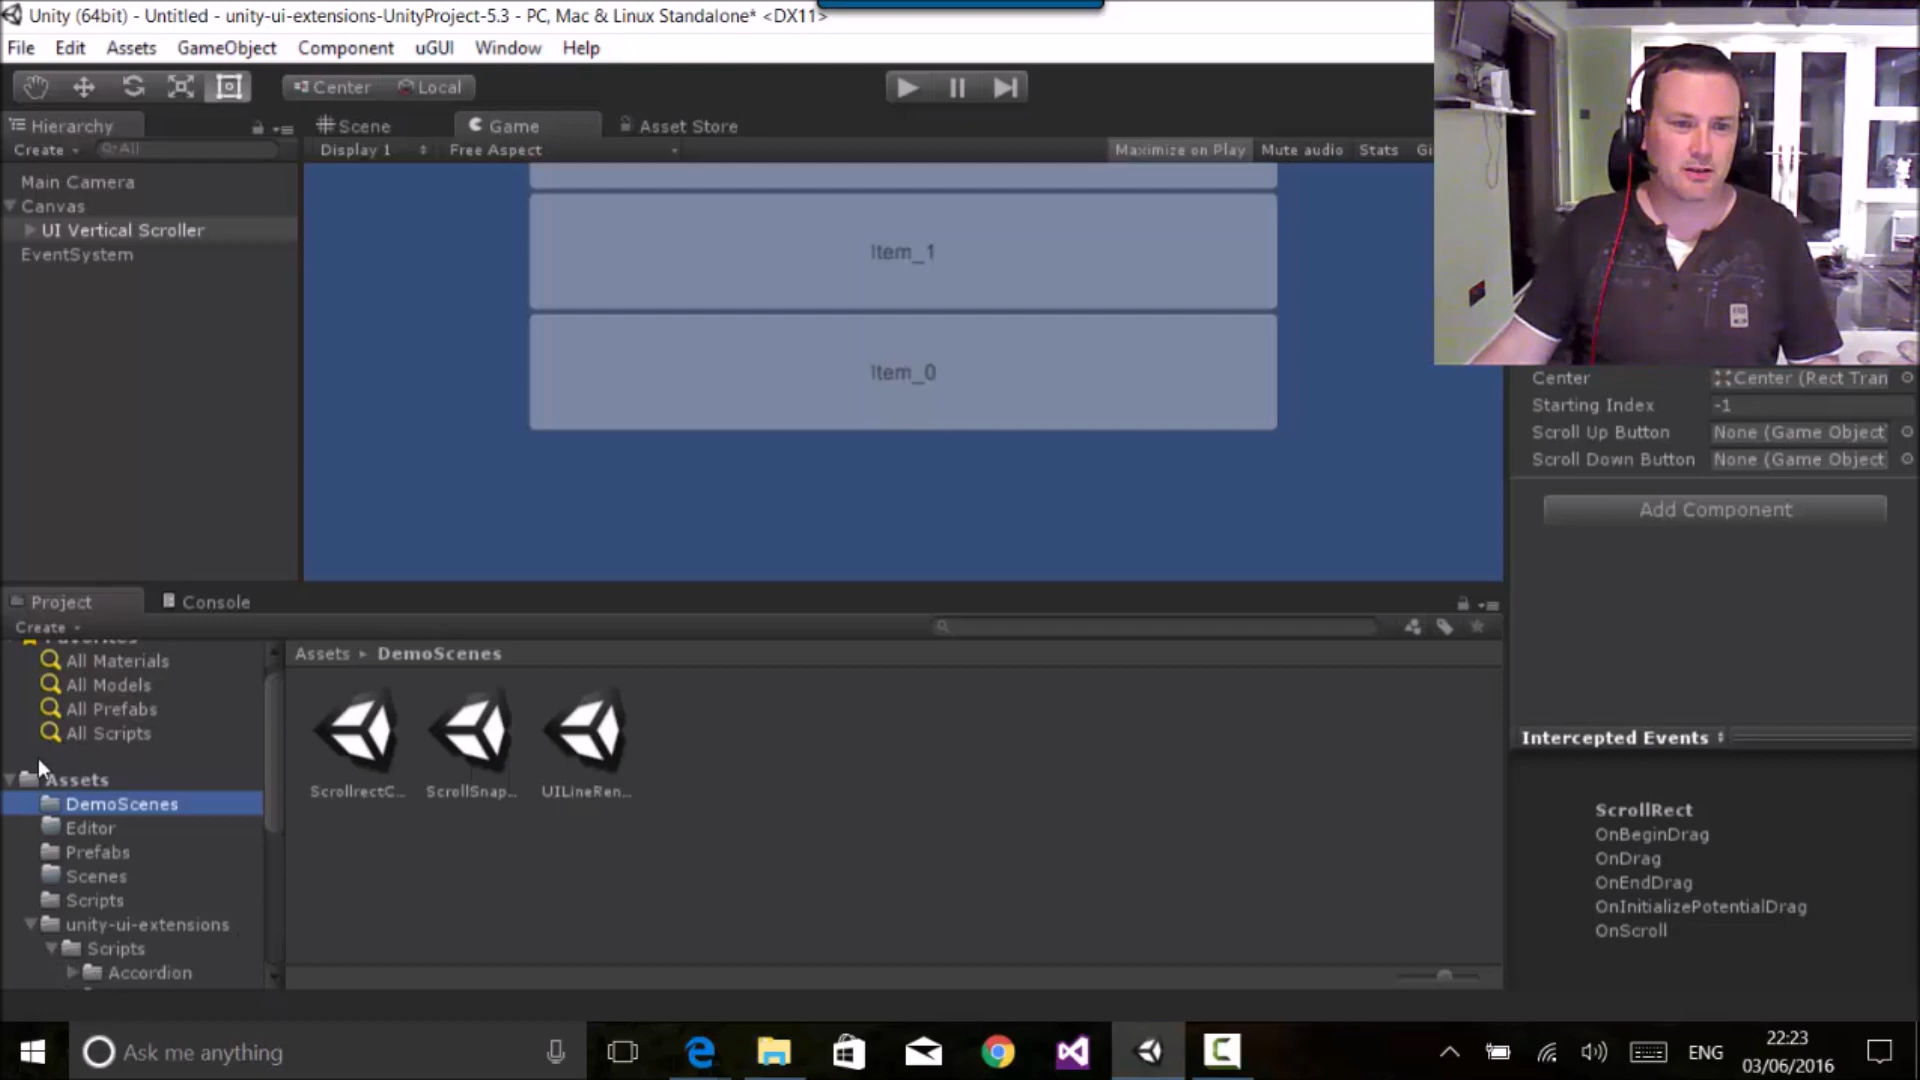 Unity (64bit) - Untitled - unity-ui-extensions-UnityProject-5.3 - PC, Mac & Linux Standalone* <DX11>
File Edit Assets GameObject Component uGUI Window Help
Center Local
Hierarchy
Scene Game Asset Store
Create All
Display 1 Free Aspect Maximize on Play Mute audio Stats Gi
Main Camera
Canvas
UI Vertical Scroller
EventSystem
Item_1
Item_0
Center Center (Rect Tran
Starting Index -1
Scroll Up Button None (Game Object
Scroll Down Button None (Game Object
Add Component
Project Console
Create
Favorites
All Materials
All Models
All Prefabs
All Scripts
Assets
DemoScenes
Editor
Prefabs
Scenes
Scripts
unity-ui-extensions
Scripts
Accordion
Assets DemoScenes
ScrollrectC... ScrollSnap... UILineRen...
Intercepted Events
ScrollRect
OnBeginDrag
OnDrag
OnEndDrag
OnInitializePotentialDrag
OnScroll
Ask me anything
ENG
22:23
03/06/2016